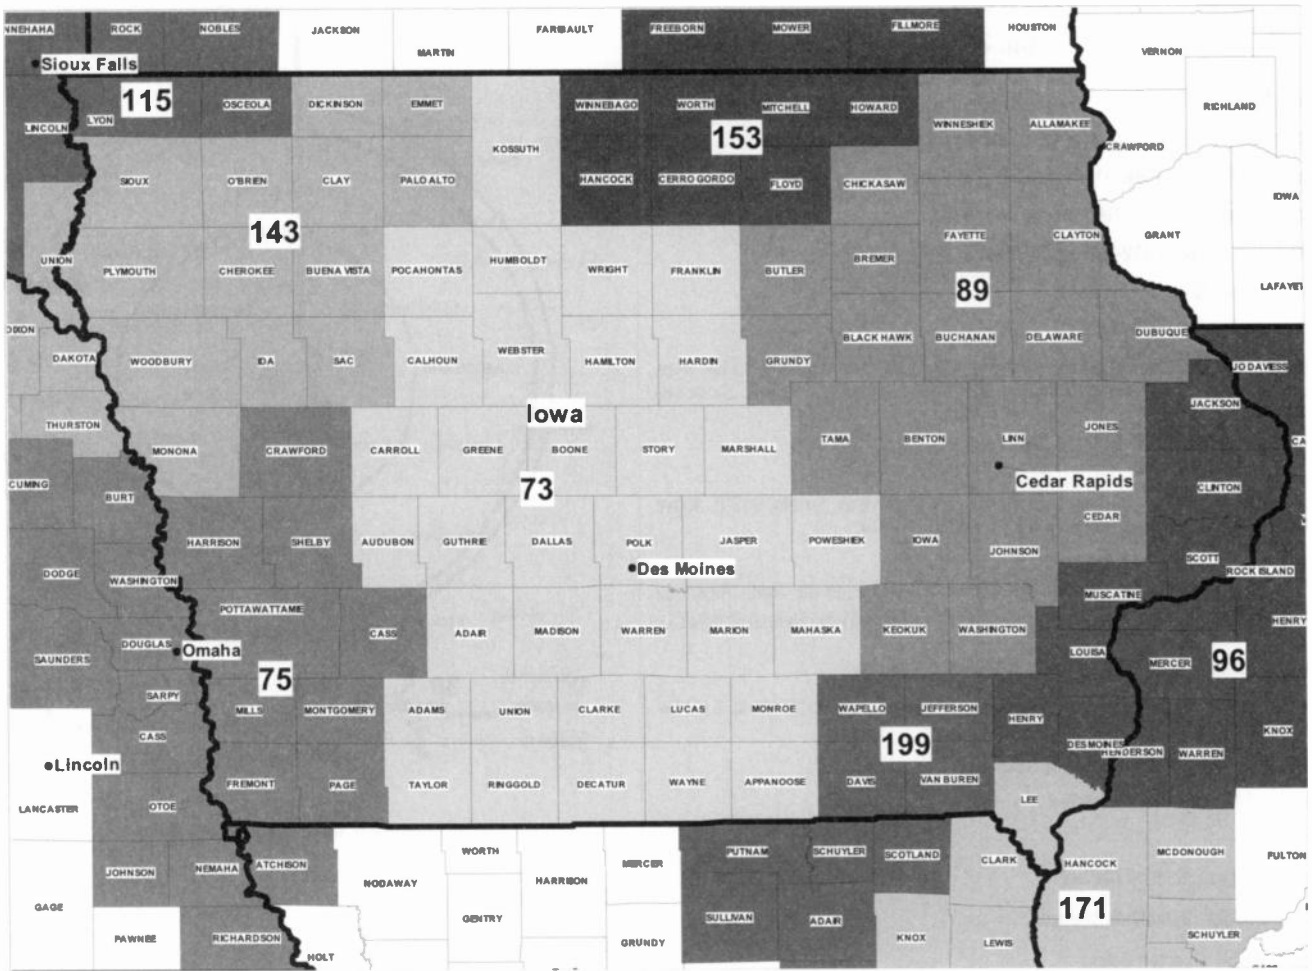 NNEHAHA
ROCK
NOBLES
JACKSON
MARTIN
FARIBAULT
FREEBORN
MOWER
FILLMORE
HOUSTON
VERNON
Sioux Falls
115
LINCOLN
LYON
OSCEOLA
DICKINSON
EMMET
KOSSUTH
WINNEBAGO
WORTH
MITCHELL
HOWARD
153
WINNESHIEK
ALLAMAKEE
CRAWFORD
RICHLAND
SIOUX
O'BRIEN
CLAY
PALO ALTO
HANCOCK
CERRO GORDO
FLOYD
CHICKASAW
IOWA
143
UNION
PLYMOUTH
CHEROKEE
BUENA VISTA
POCAHONTAS
HUMBOLDT
WRIGHT
FRANKLIN
BUTLER
BREMER
FAYETTE
CLAYTON
GRANT
89
LAFAYET
DIXON
DAKOTA
WOODBURY
IDA
SAC
CALHOUN
WEBSTER
HAMILTON
HARDIN
GRUNDY
BLACK HAWK
BUCHANAN
DELAWARE
DUBUQUE
JO DAVIESS
THURSTON
MONONA
CRAWFORD
Iowa
CARROLL
GREENE
BOONE
STORY
MARSHALL
TAMA
BENTON
LINN
JONES
JACKSON
CA
73
Cedar Rapids
CUMING
BURT
CLINTON
HARRISON
SHELBY
AUDUBON
GUTHRIE
DALLAS
POLK
JASPER
POWESHIEK
IOWA
JOHNSON
CEDAR
SCOTT
DODGE
WASHINGTON
Des Moines
ROCK ISLAND
POTTAWATTAMIE
CASS
ADAIR
MADISON
WARREN
MARION
MAHASKA
KEOKUK
WASHINGTON
MUSCATINE
HENRY
DOUGLAS
Omaha
SAUNDERS
75
LOUISA
MERCER
96
SARPY
MILLS
MONTGOMERY
ADAMS
UNION
CLARKE
LUCAS
MONROE
WAPELLO
JEFFERSON
HENRY
CASS
199
DES MOINES
HENDERSON
WARREN
KNOX
Lincoln
LANCASTER
OTOE
FREMONT
PAGE
TAYLOR
RINGGOLD
DECATUR
WAYNE
APPANOOSE
DAVIS
VAN BUREN
LEE
JOHNSON
NEMAHA
ATCHISON
NODAWAY
WORTH
HARRISON
MERCER
PUTNAM
SCHUYLER
SCOTLAND
CLARK
HANCOCK
MCDONOUGH
FULTON
GAGE
PAWNEE
RICHARDSON
HOLT
GENTRY
GRUNDY
SULLIVAN
ADAIR
KNOX
LEWIS
171
SCHUYLER